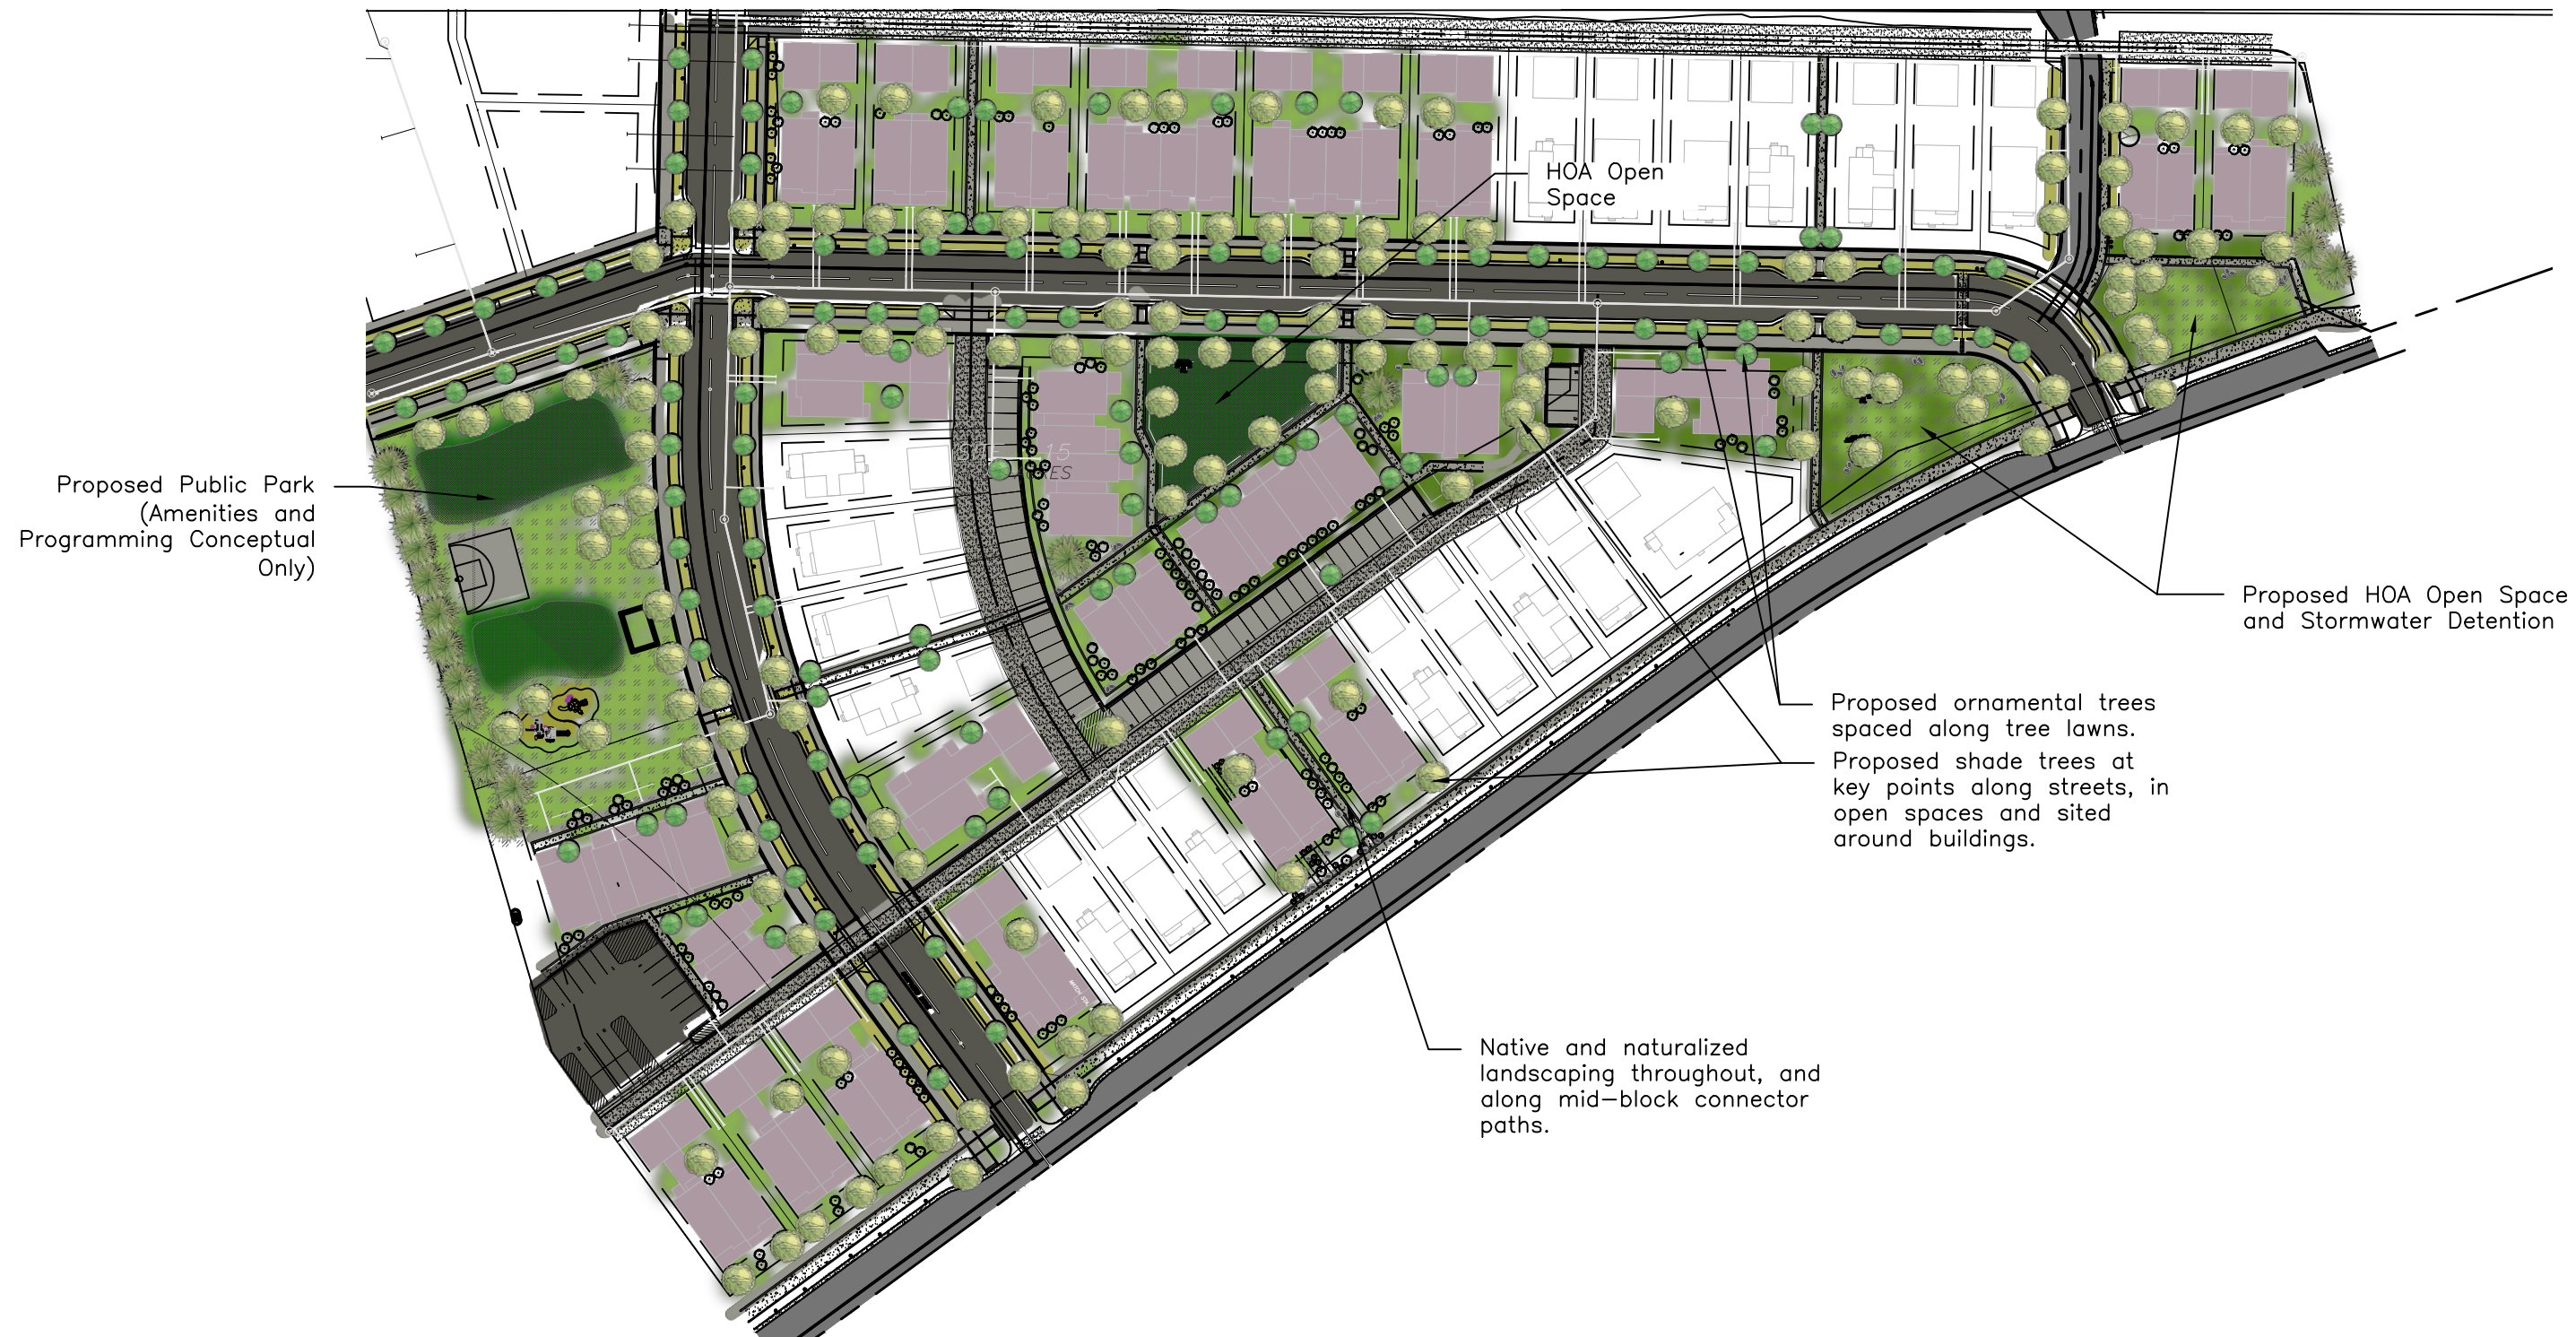 HOA Open
Space
15
Proposed Public Park
(Amenities and
Programming Conceptual
Only)
Proposed HOA Open Space
and Stormwater Detention
Proposed ornamental trees
spaced along tree lawns.
Proposed shade trees at
key points along streets, in
open spaces and sited
around buildings.
Native and naturalized
landscaping throughout, and
along mid-block connector
paths.